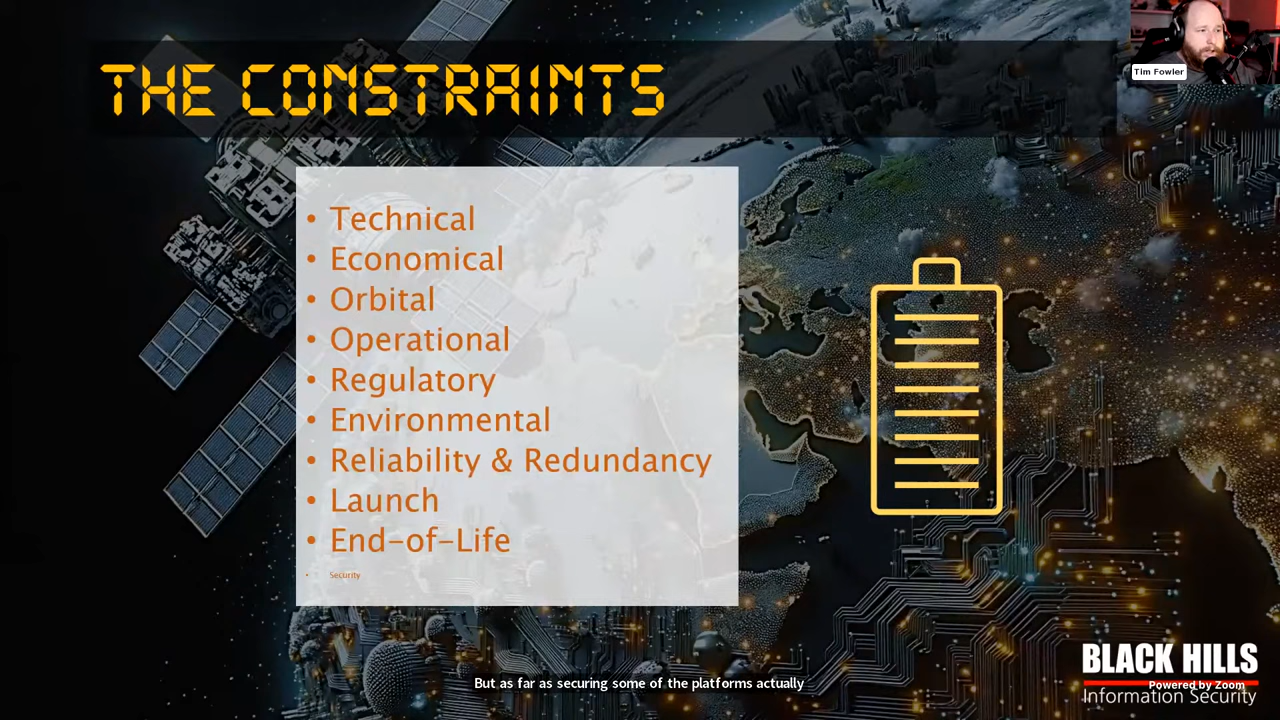 THE CONSTRAINTS
Tim Fowler
• Technical
• Economical
• Orbital
• Operational
• Regulatory
• Environmental
• Reliability & Redundancy
• Launch
• End-of-Life
• Security
BLACK HILLS
Powered by Zoom
Information Security
But as far as securing some of the platforms actually